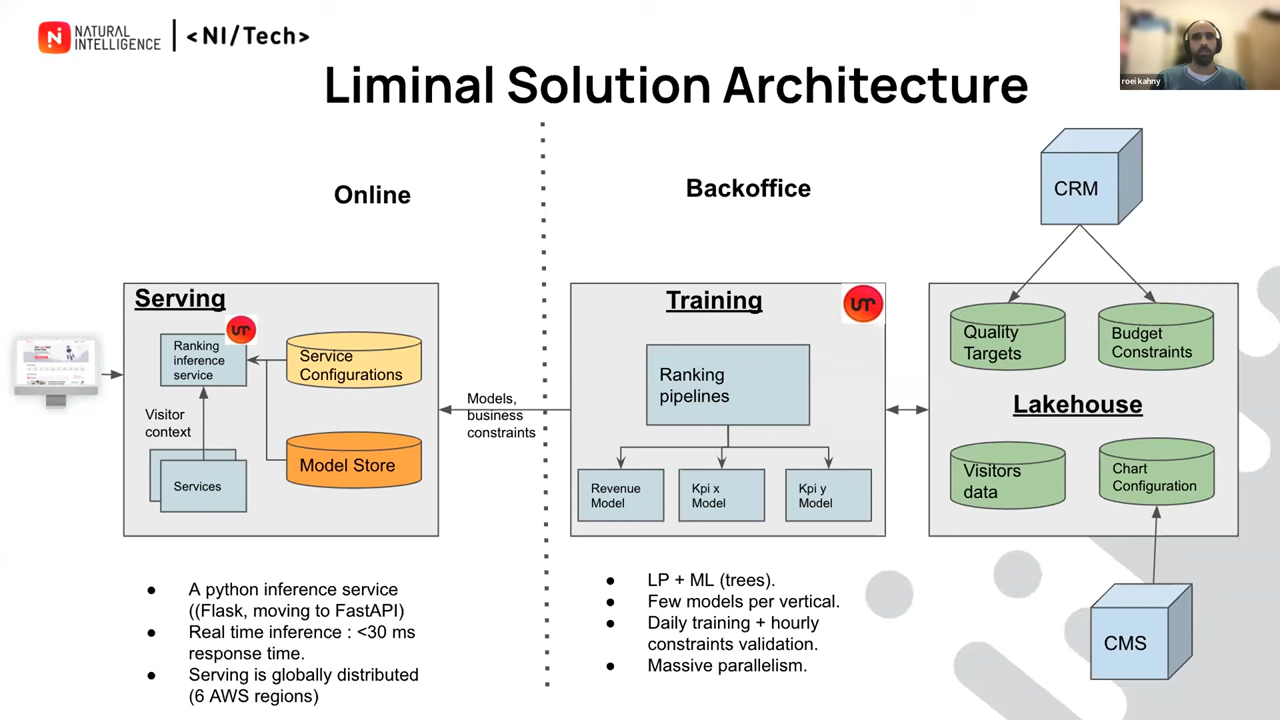 NATURAL
INTELLIGENCE
<NI/Tech>
roei kahny
Liminal Solution Architecture
Online
Backoffice
CRM
Serving
Ranking
inference
service
Service
Configurations
Visitor
context
Model Store
Services
Models,
business
constraints
Training
Ranking
pipelines
Revenue
Model
Kpi x
Model
Kpi y
Model
Quality
Targets
Budget
Constraints
Lakehouse
Visitors
data
Chart
Configuration
CMS
● A python inference service
((Flask, moving to FastAPI)
● Real time inference : <30 ms
response time.
● Serving is globally distributed
(6 AWS regions)
● LP + ML (trees).
● Few models per vertical.
● Daily training + hourly
constraints validation.
● Massive parallelism.